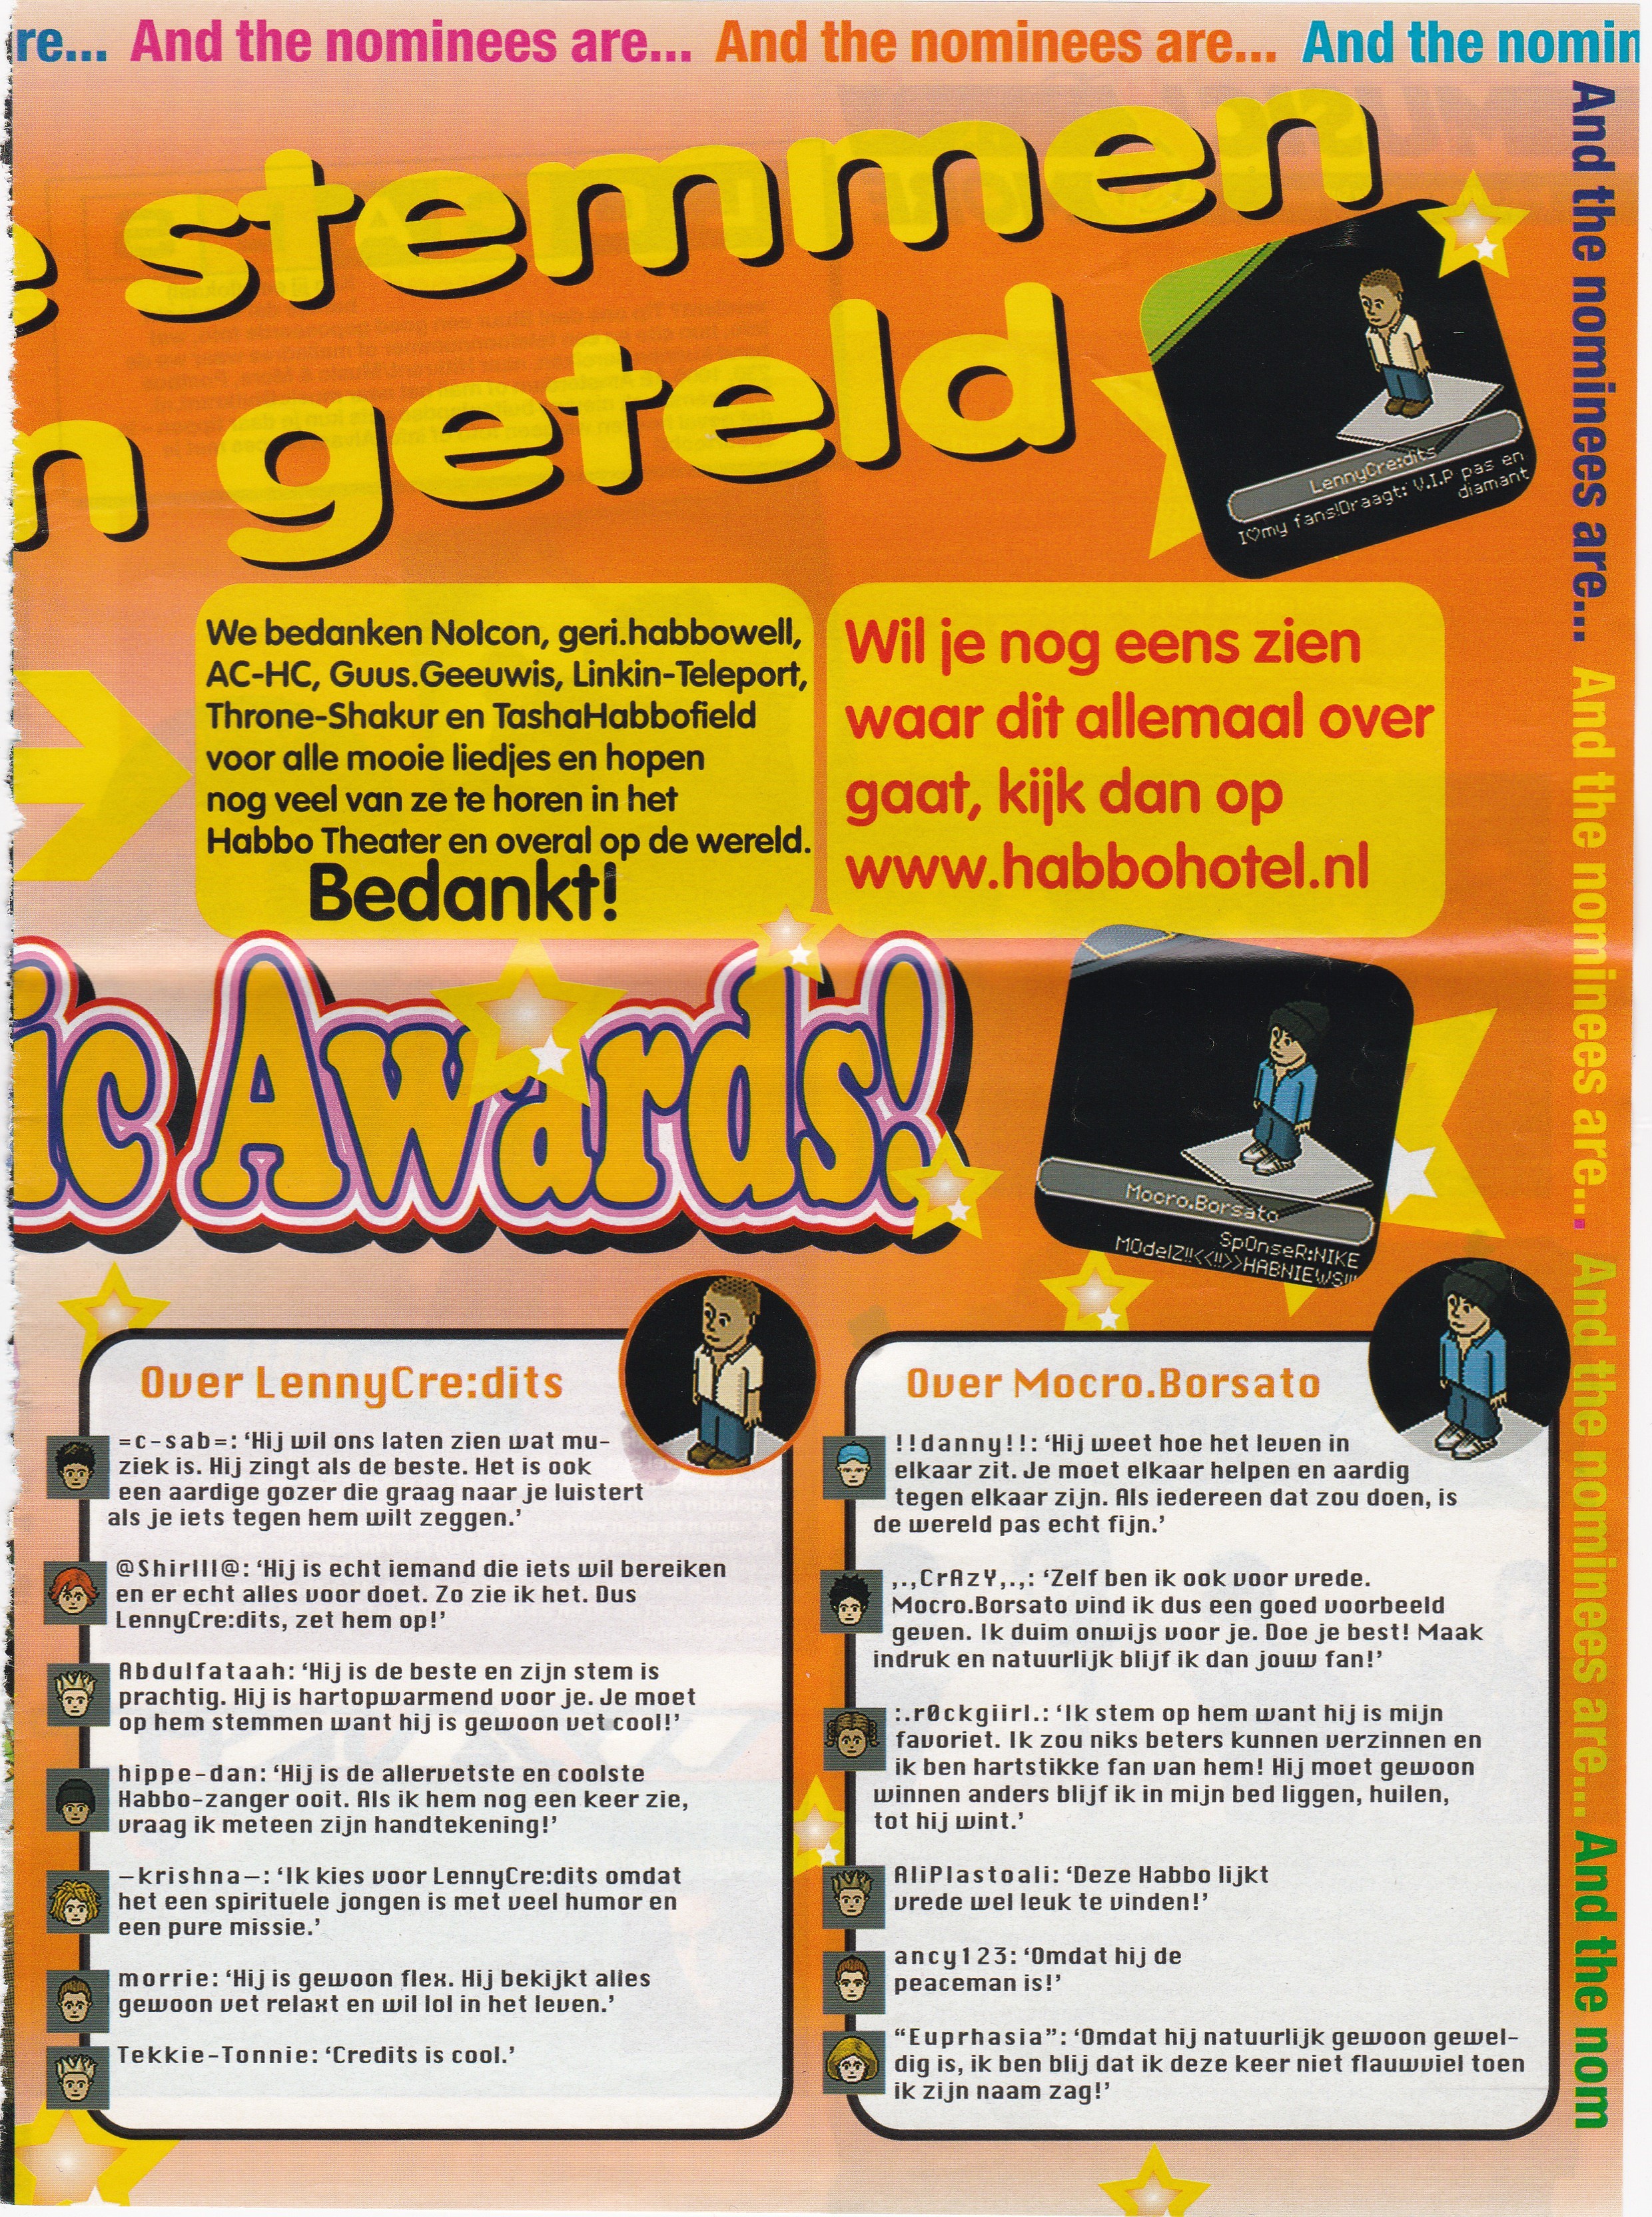 re... And the nominees are... And the nominees are... And the nomin
And the nominees are... And the nominees are... And the nominees are... And the nom
e stemmen
n geteld
LennyCre:dits
I♡my fans!Draagt: V.I.P pas en
diamant
We bedanken NoIcon, geri.habbowell,
AC-HC, Guus.Geeuwis, Linkin-Teleport,
Throne-Shakur en TashaHabbofield
voor alle mooie liedjes en hopen
nog veel van ze te horen in het
Habbo Theater en overal op de wereld.
Bedankt!
Wil je nog eens zien
waar dit allemaal over
gaat, kijk dan op
www.habbohotel.nl
ic Awards!
Mocro.Borsato
SpOnseR:NIKE
MOdelZ!!<<!!>>HABNIEWS!!!
Over LennyCre:dits
=c-sab=: ‘Hij wil ons laten zien wat mu-
ziek is. Hij zingt als de beste. Het is ook
een aardige gozer die graag naar je luistert
als je iets tegen hem wilt zeggen.’
@Shirlll@: ‘Hij is echt iemand die iets wil bereiken
en er echt alles voor doet. Zo zie ik het. Dus
LennyCre:dits, zet hem op!’
Abdulfataah: ‘Hij is de beste en zijn stem is
prachtig. Hij is hartopwarmend voor je. Je moet
op hem stemmen want hij is gewoon vet cool!’
hippe-dan: ‘Hij is de allervetste en coolste
Habbo-zanger ooit. Als ik hem nog een keer zie,
vraag ik meteen zijn handtekening!’
–krishna–: ‘Ik kies voor LennyCre:dits omdat
het een spirituele jongen is met veel humor en
een pure missie.’
morrie: ‘Hij is gewoon flex. Hij bekijkt alles
gewoon vet relaxt en wil lol in het leven.’
Tekkie-Tonnie: ‘Credits is cool.’
Over Mocro.Borsato
!!danny!!: ‘Hij weet hoe het leven in
elkaar zit. Je moet elkaar helpen en aardig
tegen elkaar zijn. Als iedereen dat zou doen, is
de wereld pas echt fijn.’
,.,CrAzY,.,: ‘Zelf ben ik ook voor vrede.
Mocro.Borsato vind ik dus een goed voorbeeld
geven. Ik duim onwijs voor je. Doe je best! Maak
indruk en natuurlijk blijf ik dan jouw fan!’
:.r0ckgiirl.: ‘Ik stem op hem want hij is mijn
favoriet. Ik zou niks beters kunnen verzinnen en
ik ben hartstikke fan van hem! Hij moet gewoon
winnen anders blijf ik in mijn bed liggen, huilen,
tot hij wint.’
AliPlastoali: ‘Deze Habbo lijkt
vrede wel leuk te vinden!’
ancy123: ‘Omdat hij de
peaceman is!’
“Euprhasia”: ‘Omdat hij natuurlijk gewoon gewel-
dig is, ik ben blij dat ik deze keer niet flauwviel toen
ik zijn naam zag!’